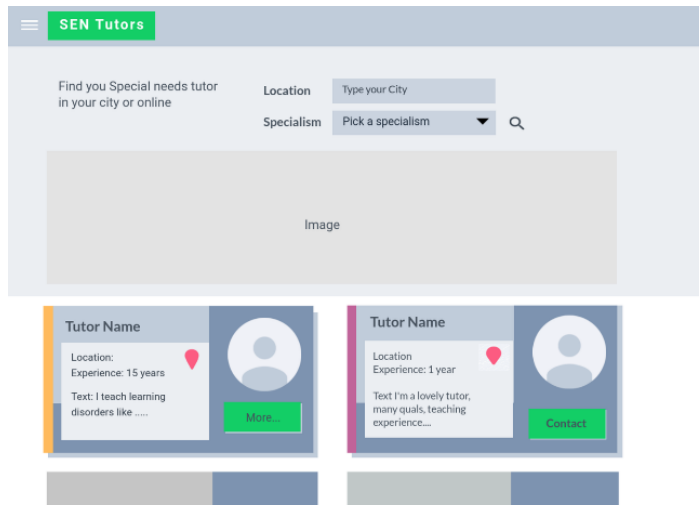 SEN Tutors
Find you Special needs tutor
in your city or online
Location
Type your City
Specialism
Pick a specialism
Image
Tutor Name
Location:
Experience: 15 years
Text: I teach learning
disorders like .....
More...
Tutor Name
Location
Experience: 1 year
Text I'm a lovely tutor,
many quals, teaching
experience....
Contact